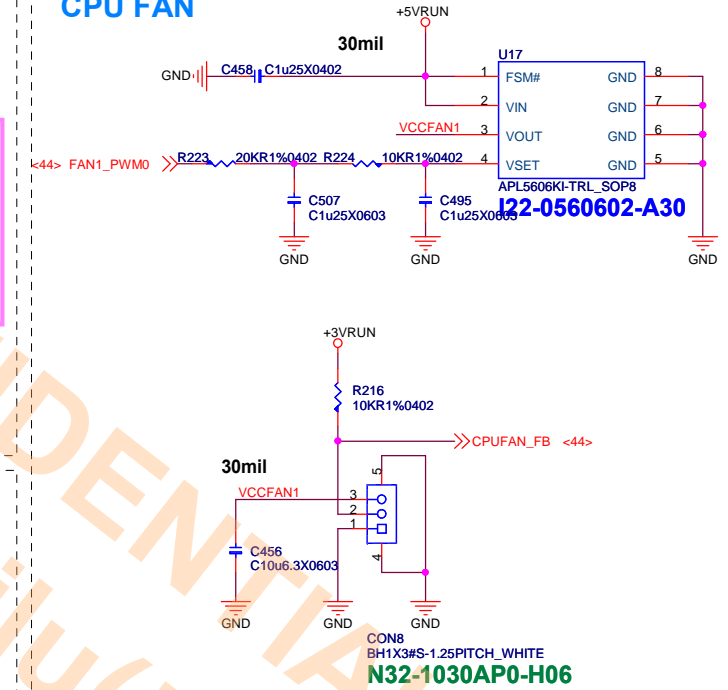 CPU FAN
+5VRUN
30mil
U17
GND
C458 C1u25X0402
1 FSM# GND 8
2 VIN GND 7
VCCFAN1 3 VOUT GND 6
<44> FAN1_PWM0 R223 20KR1%0402 R224 10KR1%0402 4 VSET GND 5
APL5606KI-TRL_SOP8
I22-0560602-A30
C507
C1u25X0603
C495
C1u25X0603
GND
GND
GND
+3VRUN
R216
10KR1%0402
CPUFAN_FB <44>
30mil
VCCFAN1
5
3
2
1
4
C456
C10u6.3X0603
GND
GND
GND
CON8
BH1X3#S-1.25PITCH_WHITE
N32-1030AP0-H06